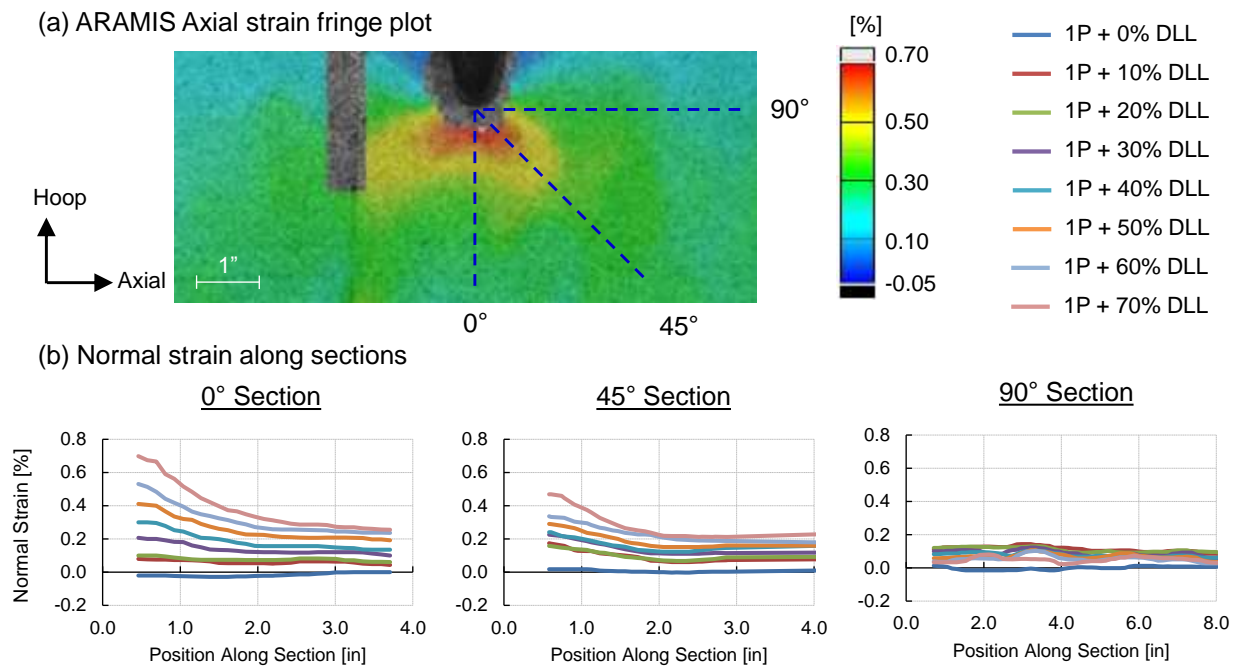 (a) ARAMIS Axial strain fringe plot
[%]
0.70
0.50
0.30
0.10
-0.05
1P + 0% DLL
1P + 10% DLL
1P + 20% DLL
1P + 30% DLL
1P + 40% DLL
1P + 50% DLL
1P + 60% DLL
1P + 70% DLL
90°
Hoop
Axial
1”
0°
45°
(b) Normal strain along sections
0° Section
45° Section
90° Section
Normal Strain [%]
0.8
0.6
0.4
0.2
0.0
-0.2
0.0 1.0 2.0 3.0 4.0
Position Along Section [in]
0.8
0.6
0.4
0.2
0.0
-0.2
0.0 1.0 2.0 3.0 4.0
Position Along Section [in]
0.8
0.6
0.4
0.2
0.0
-0.2
0.0 2.0 4.0 6.0 8.0
Position Along Section [in]